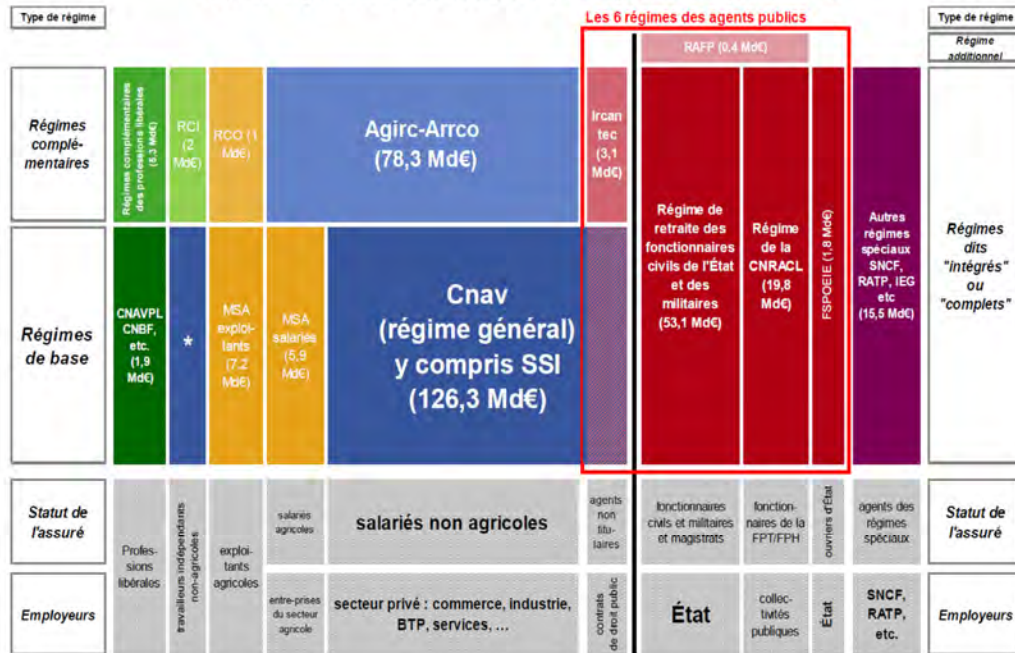 Les 6 régimes des agents publics
Type de régime
Type de régime
RAFP (0,4 Md€)
Régime
additionnel
Régimes
complé-
mentaires
Régimes complémentaires
des professions libérales
(5,3 Md€)
RCI
(2
Md€)
RCO (1
Md€)
Agirc-Arrco
(78,3 Md€)
Ircan
tec
(3,1
Md€)
Régimes
de base
CNAVPL
CNBF,
etc.
(1,9
Md€)
*
MSA
exploi-
tants
(7,2
Md€)
MSA
salariés
(5,9
Md€)
Cnav
(régime général)
y compris SSI
(126,3 Md€)
Régime de
retraite des
fonctionnaires
civils de l'État
et des
militaires
(53,1 Md€)
Régime
de la
CNRACL
(19,8
Md€)
FSPOEIE (1,8 Md€)
Autres
régimes
spéciaux
SNCF,
RATP, IEG
etc
(15,5 Md€)
Régimes
dits
"intégrés"
ou
"complets"
Statut de
l'assuré
Profes-
sions
libérales
travailleurs indépendants
non-agricoles
exploi-
tants
agricoles
salariés
agricoles
salariés non agricoles
agents
non
titu-
laires
fonctionnaires
civils et militaires
et magistrats
fonction-
naires de la
FPT/FPH
ouvriers d'État
agents des
régimes
spéciaux
Statut de
l'assuré
Employeurs
entre-prises
du secteur
agricole
secteur privé : commerce, industrie,
BTP, services, ...
contrats
de droit public
État
collec-
tivités
publiques
État
SNCF,
RATP,
etc.
Employeurs